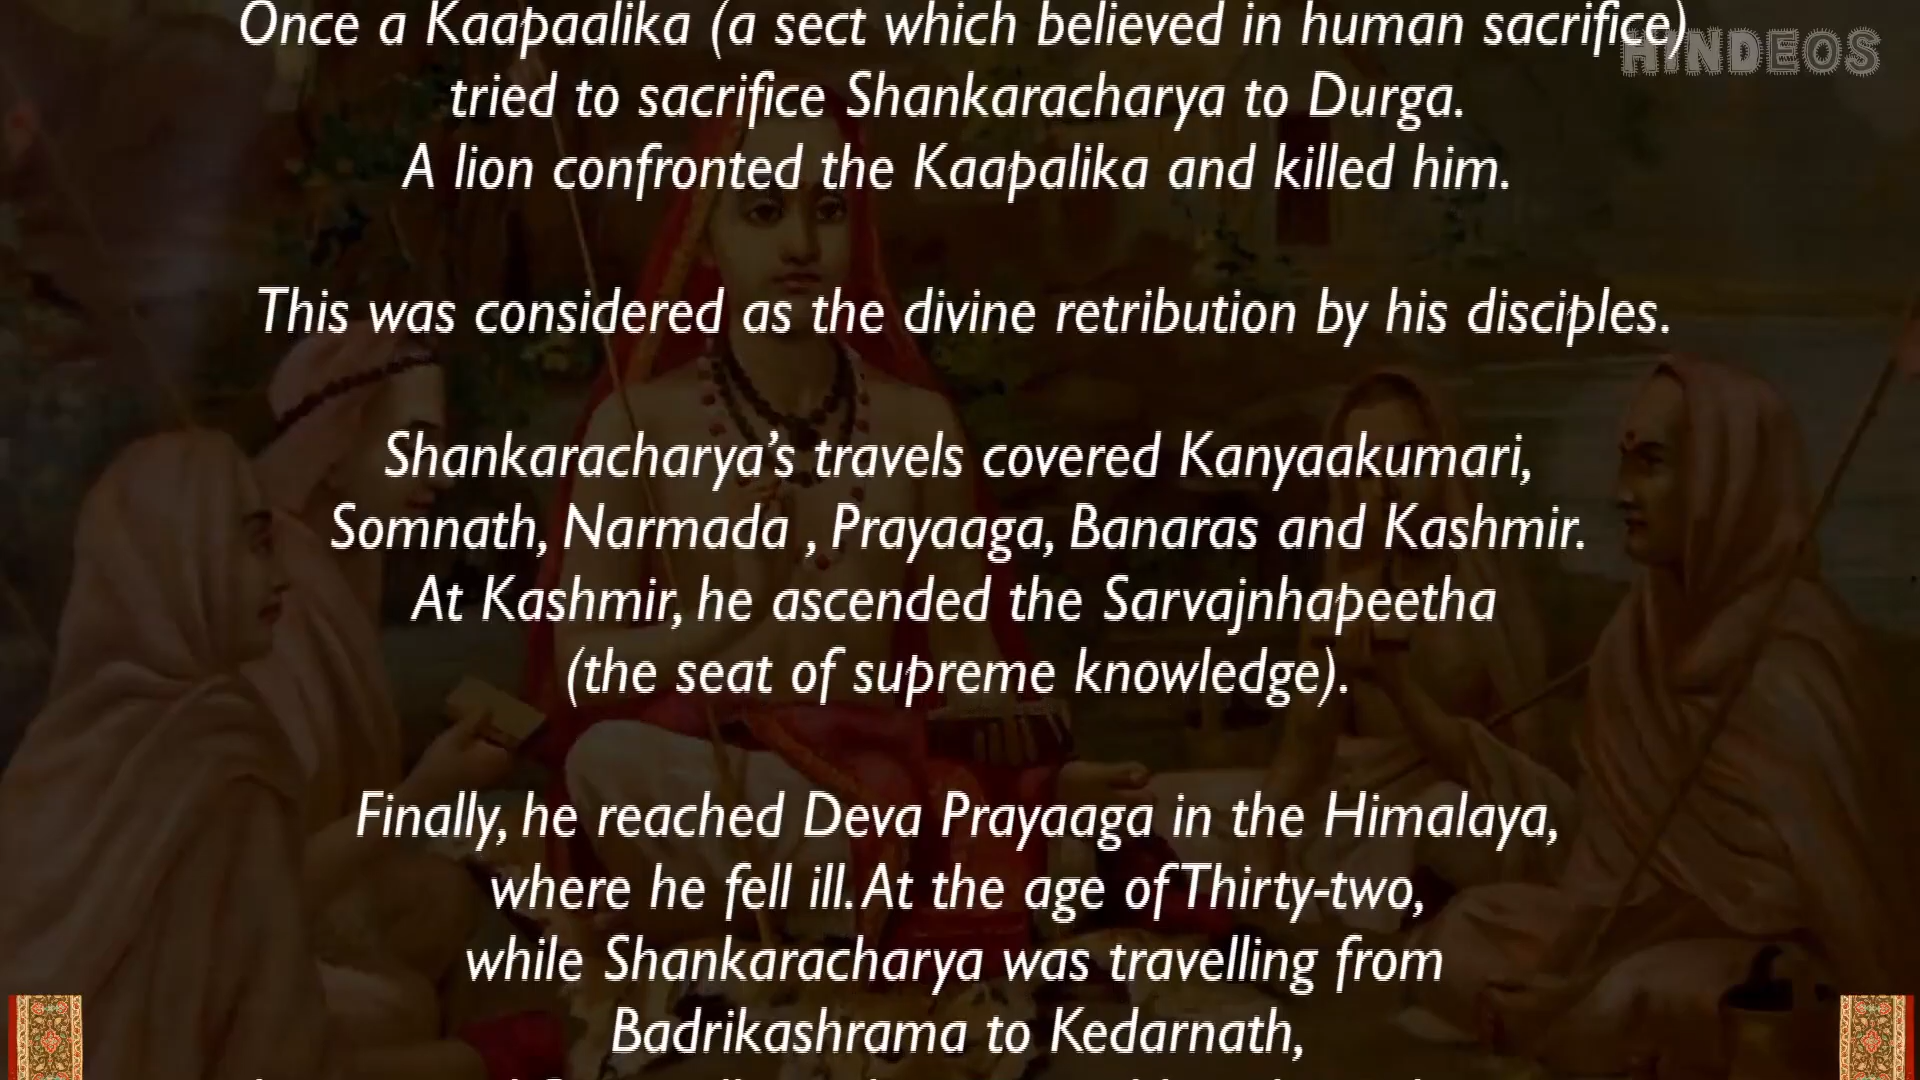 Once a Kaapaalika (a sect which believed in human sacrifice)
HINDEOS
tried to sacrifice Shankaracharya to Durga.
A lion confronted the Kaapalika and killed him.
This was considered as the divine retribution by his disciples.
Shankaracharya’s travels covered Kanyaakumari,
Somnath, Narmada , Prayaaga, Banaras and Kashmir.
At Kashmir, he ascended the Sarvajnhapeetha
(the seat of supreme knowledge).
Finally, he reached Deva Prayaaga in the Himalaya,
where he fell ill. At the age of Thirty-two,
while Shankaracharya was travelling from
Badrikashrama to Kedarnath,